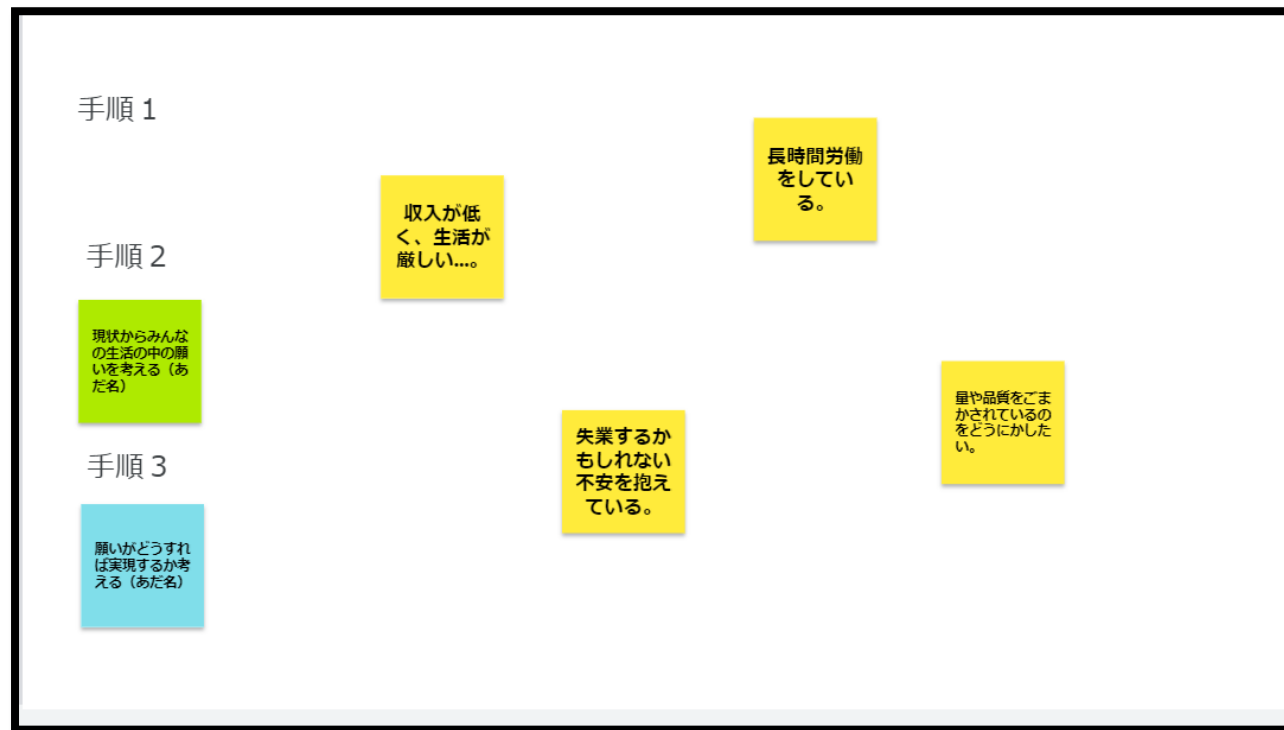 手順１
長時間労働
をしてい
る。
収入が低
く、生活が
厳しい…。
手順２
現状からみんな
の生活の中の願
いを考える（あ
だ名）
量や品質をごま
かされているの
をどうにかした
い。
失業するか
もしれない
不安を抱え
ている。
手順３
願いがどうすれ
ば実現するか考
える（あだ名）